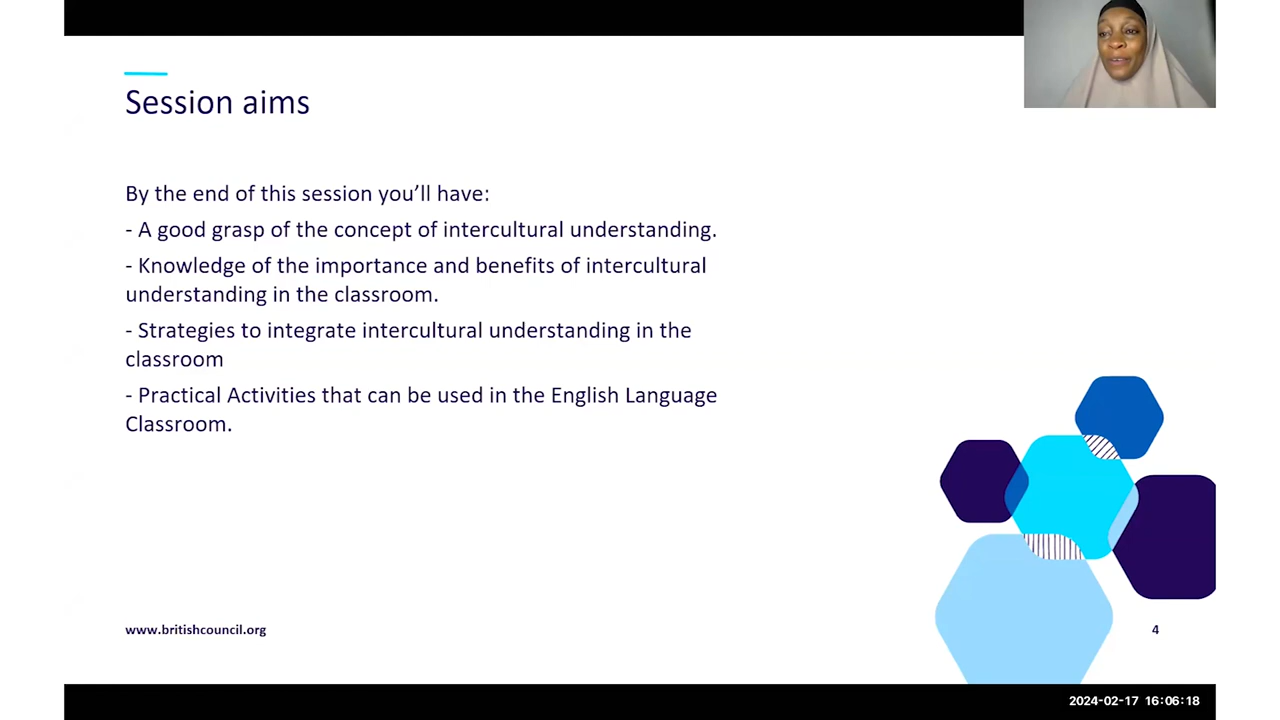 Session aims
By the end of this session you’ll have:
- A good grasp of the concept of intercultural understanding.
- Knowledge of the importance and benefits of intercultural
understanding in the classroom.
- Strategies to integrate intercultural understanding in the
classroom
- Practical Activities that can be used in the English Language
Classroom.
www.britishcouncil.org
4
2024-02-17 16:06:18